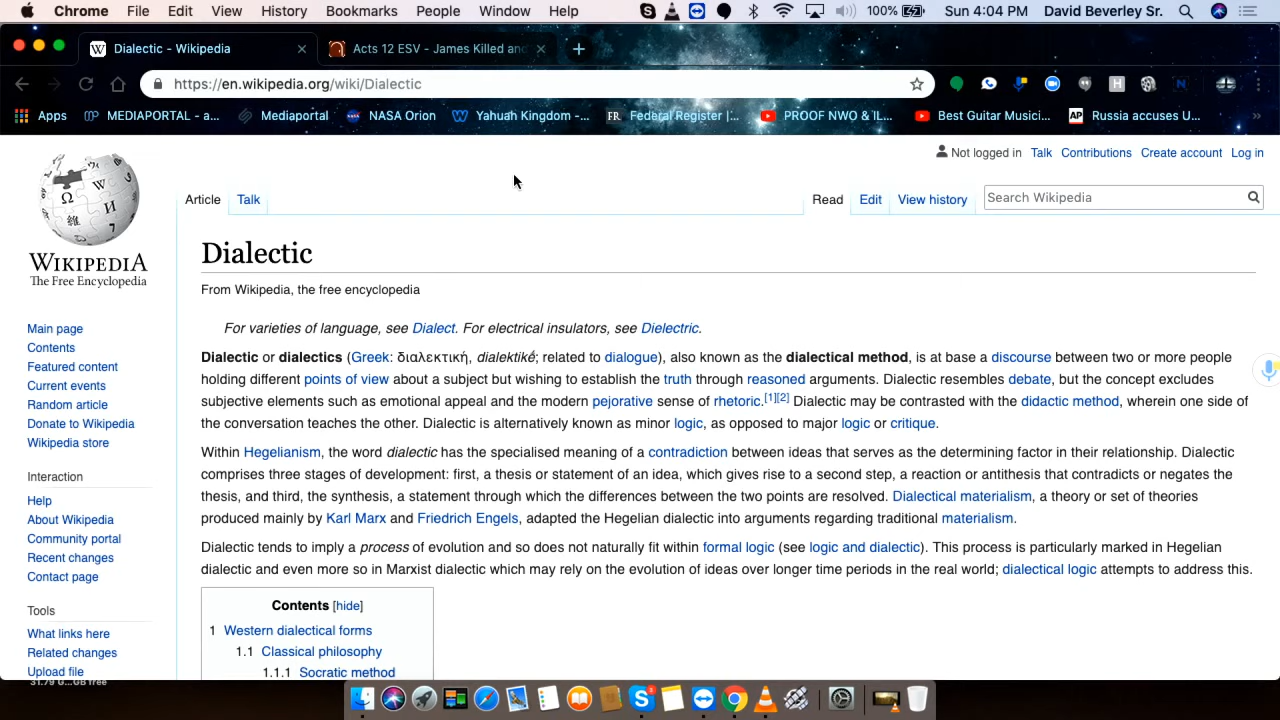 Chrome File Edit View History Bookmarks People Window Help 100% Sun 4:04 PM David Beverley Sr.
Dialectic - Wikipedia Acts 12 ESV - James Killed and
https://en.wikipedia.org/wiki/Dialectic
Apps MEDIAPORTAL - a... Mediaportal NASA Orion Yahuah Kingdom -... FR Federal Register |... PROOF NWO & IL... Best Guitar Musici... AP Russia accuses U...
Not logged in Talk Contributions Create account Log in
Article Talk Read Edit View history Search Wikipedia
WIKIPEDIA
The Free Encyclopedia
Dialectic
From Wikipedia, the free encyclopedia
For varieties of language, see Dialect. For electrical insulators, see Dielectric.
Dialectic or dialectics (Greek: διαλεκτική, dialektikḗ; related to dialogue), also known as the dialectical method, is at base a discourse between two or more people
holding different points of view about a subject but wishing to establish the truth through reasoned arguments. Dialectic resembles debate, but the concept excludes
subjective elements such as emotional appeal and the modern pejorative sense of rhetoric.[1][2] Dialectic may be contrasted with the didactic method, wherein one side of
the conversation teaches the other. Dialectic is alternatively known as minor logic, as opposed to major logic or critique.
Within Hegelianism, the word dialectic has the specialised meaning of a contradiction between ideas that serves as the determining factor in their relationship. Dialectic
comprises three stages of development: first, a thesis or statement of an idea, which gives rise to a second step, a reaction or antithesis that contradicts or negates the
thesis, and third, the synthesis, a statement through which the differences between the two points are resolved. Dialectical materialism, a theory or set of theories
produced mainly by Karl Marx and Friedrich Engels, adapted the Hegelian dialectic into arguments regarding traditional materialism.
Dialectic tends to imply a process of evolution and so does not naturally fit within formal logic (see logic and dialectic). This process is particularly marked in Hegelian
dialectic and even more so in Marxist dialectic which may rely on the evolution of ideas over longer time periods in the real world; dialectical logic attempts to address this.
Contents [hide]
1 Western dialectical forms
1.1 Classical philosophy
1.1.1 Socratic method
Main page
Contents
Featured content
Current events
Random article
Donate to Wikipedia
Wikipedia store
Interaction
Help
About Wikipedia
Community portal
Recent changes
Contact page
Tools
What links here
Related changes
Upload file